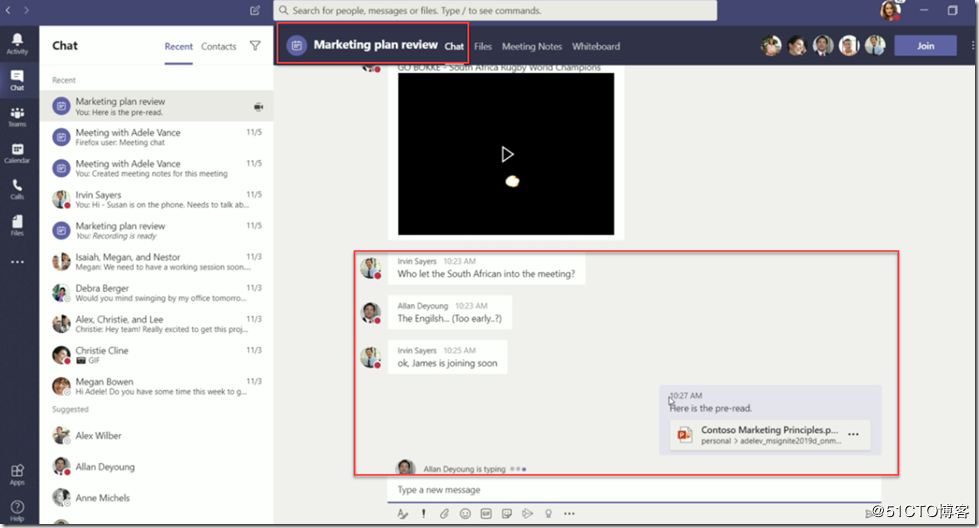 Search for people, messages or files. Type / to see commands.
Activity
Chat
Teams
Calendar
Calls
Files
Apps
Help
Chat
Recent
Contacts
Recent
Marketing plan review
You: Here is the pre-read.
Meeting with Adele Vance
11/5
Firefox user: Meeting chat
Meeting with Adele Vance
11/5
You: Created meeting notes for this meeting
Irvin Sayers
11/5
You: Hi - Susan is on the phone. Needs to talk ab...
Marketing plan review
11/5
You: Recording is ready
Isaiah, Megan, and Nestor
11/3
Megan: We need to have a working session soon....
Debra Berger
11/3
Would you mind swinging by my office tomorro...
Alex, Christie, and Lee
11/3
Christie: Hey team! Really excited to get this proj...
Christie Cline
11/3
GIF
Megan Bowen
11/3
Hi Adele! Do you have some time this week to g...
Suggested
Alex Wilber
Allan Deyoung
Anne Michels
Marketing plan review
Chat
Files
Meeting Notes
Whiteboard
Join
GO BOKKE - South Africa Rugby World Champions
Irvin Sayers
10:23 AM
Who let the South African into the meeting?
Allan Deyoung
10:23 AM
The Engilsh... (Too early..?)
Irvin Sayers
10:25 AM
ok, James is joining soon
10:27 AM
Here is the pre-read.
Contoso Marketing Principles.p...
personal > adelev_msignite2019d_onm...
Allan Deyoung is typing
Type a new message
GIF
@51CTO博客